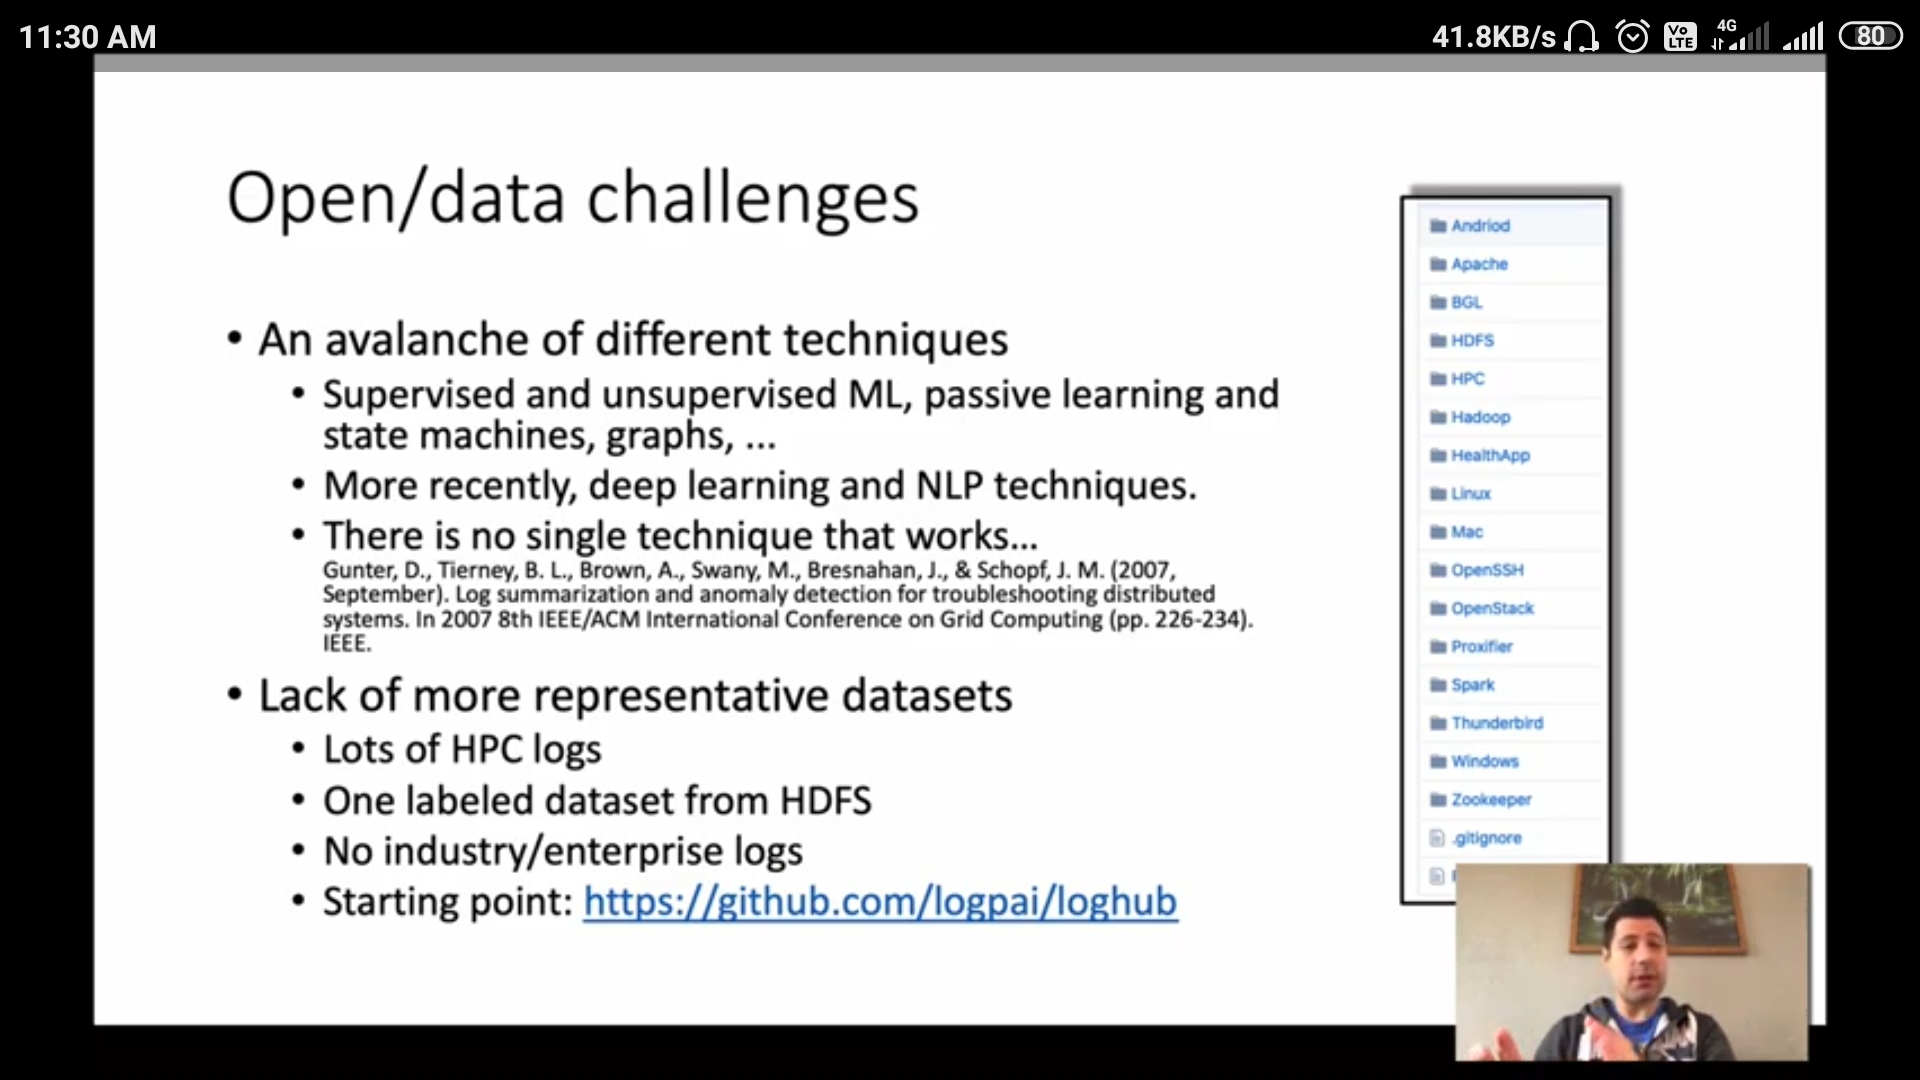 11:30 AM
41.8KB/s
Vo LTE
4G
80
Open/data challenges
• An avalanche of different techniques
• Supervised and unsupervised ML, passive learning and
state machines, graphs, ...
• More recently, deep learning and NLP techniques.
• There is no single technique that works...
Gunter, D., Tierney, B. L., Brown, A., Swany, M., Bresnahan, J., & Schopf, J. M. (2007,
September). Log summarization and anomaly detection for troubleshooting distributed
systems. In 2007 8th IEEE/ACM International Conference on Grid Computing (pp. 226-234).
IEEE.
• Lack of more representative datasets
• Lots of HPC logs
• One labeled dataset from HDFS
• No industry/enterprise logs
• Starting point: https://github.com/logpai/loghub
Andriod
Apache
BGL
HDFS
HPC
Hadoop
HealthApp
Linux
Mac
OpenSSH
OpenStack
Proxifier
Spark
Thunderbird
Windows
Zookeeper
.gitignore